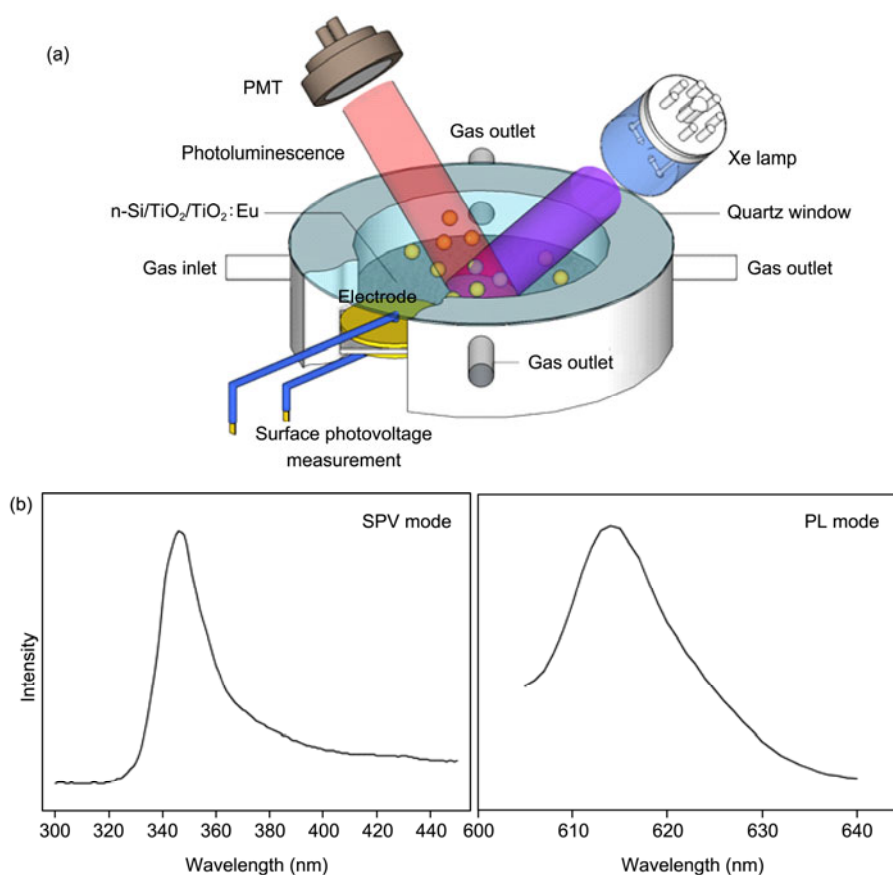 (a)
PMT
Gas outlet
Photoluminescence
Xe lamp
n-Si/TiO₂/TiO₂:Eu
Quartz window
Gas inlet
Gas outlet
Electrode
Gas outlet
Surface photovoltage
measurement
(b)
SPV mode
PL mode
Intensity
300 340 360 380 400 420 440 600 610 620 630 640
Wavelength (nm)
Wavelength (nm)